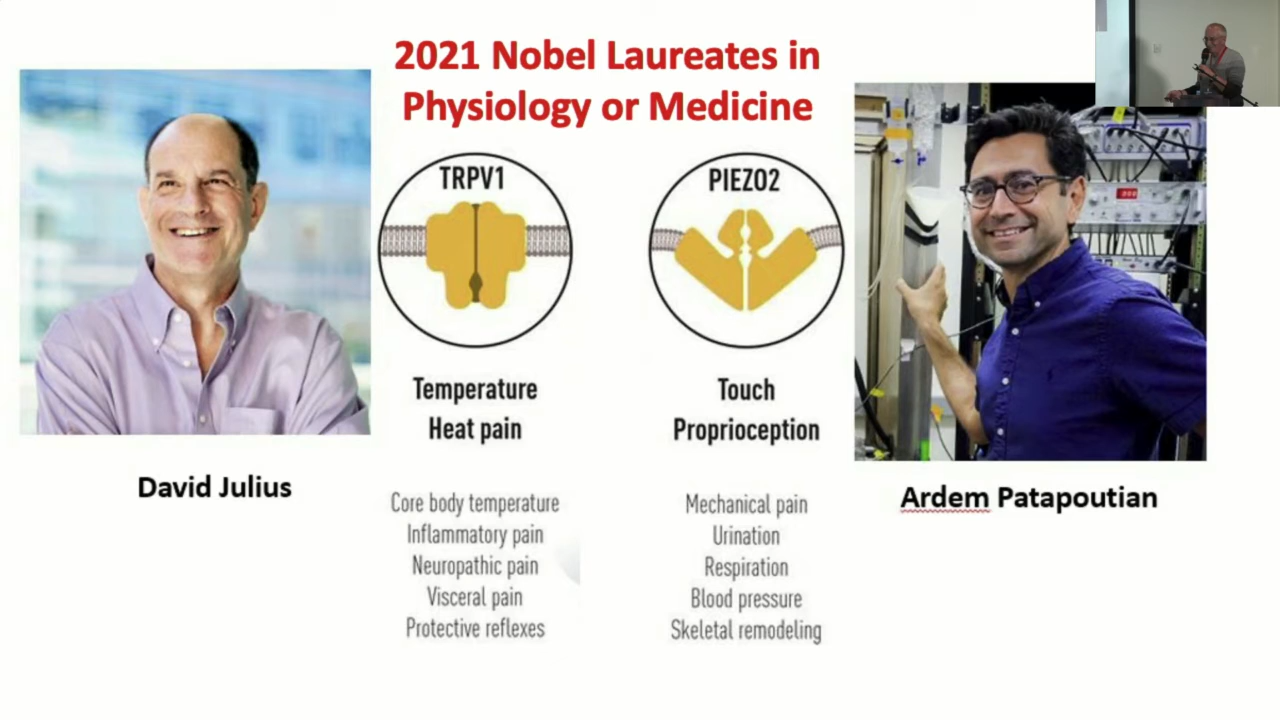 2021 Nobel Laureates in
Physiology or Medicine
TRPV1
PIEZO2
Temperature
Heat pain
Touch
Proprioception
David Julius
Ardem Patapoutian
Core body temperature
Inflammatory pain
Neuropathic pain
Visceral pain
Protective reflexes
Mechanical pain
Urination
Respiration
Blood pressure
Skeletal remodeling